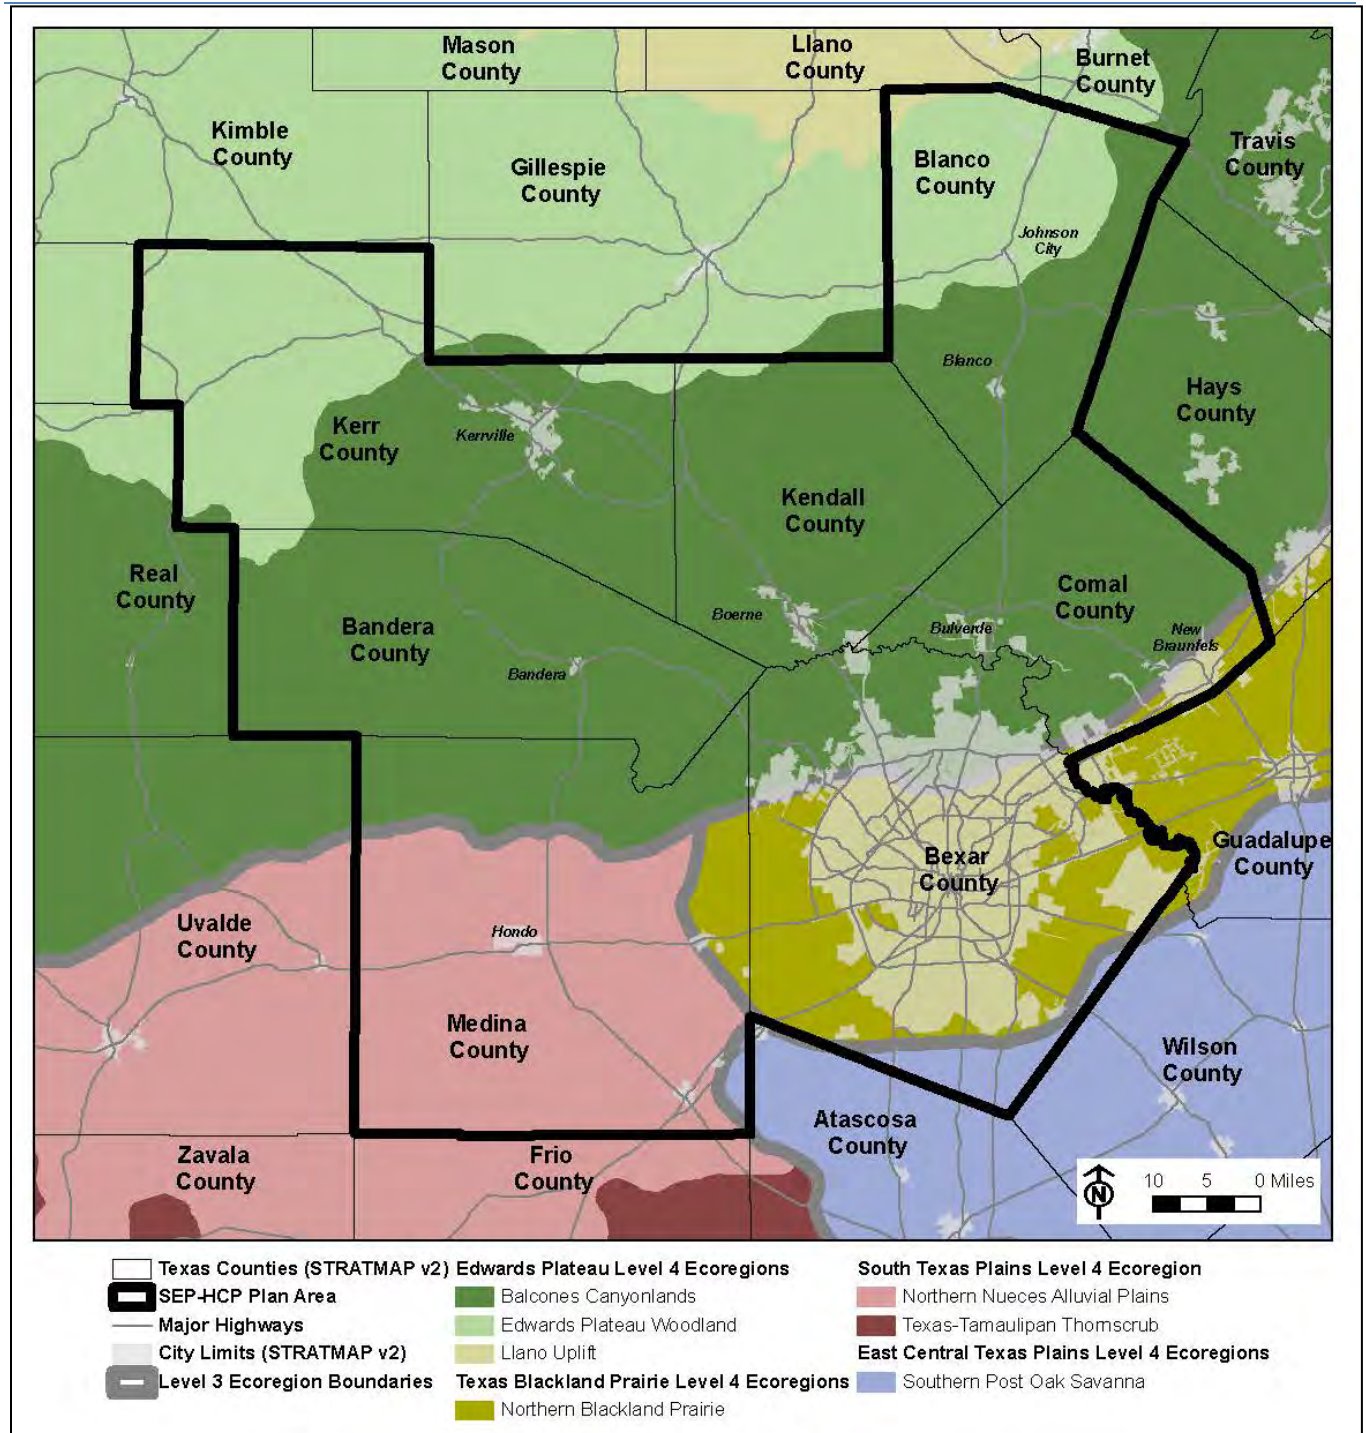 Mason
County
Llano
County
Burnet
County
Kimble
County
Gillespie
County
Blanco
County
Travis
County
Johnson
City
Blanco
Hays
County
Kerr
County
Kerrville
Kendall
County
Real
County
Comal
County
Bandera
County
Boerne
Bulverde
New
Braunfels
Bandera
Bexar
County
Guadalupe
County
Uvalde
County
Hondo
Medina
County
Wilson
County
Atascosa
County
Zavala
County
Frio
County
N
10 5 0 Miles
Texas Counties (STRATMAP v2)
SEP-HCP Plan Area
Major Highways
City Limits (STRATMAP v2)
Level 3 Ecoregion Boundaries
Edwards Plateau Level 4 Ecoregions
Balcones Canyonlands
Edwards Plateau Woodland
Llano Uplift
Texas Blackland Prairie Level 4 Ecoregions
Northern Blackland Prairie
South Texas Plains Level 4 Ecoregion
Northern Nueces Alluvial Plains
Texas-Tamaulipan Thornscrub
East Central Texas Plains Level 4 Ecoregions
Southern Post Oak Savanna